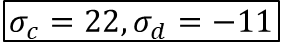 σ_c = 22, σ_d = −11